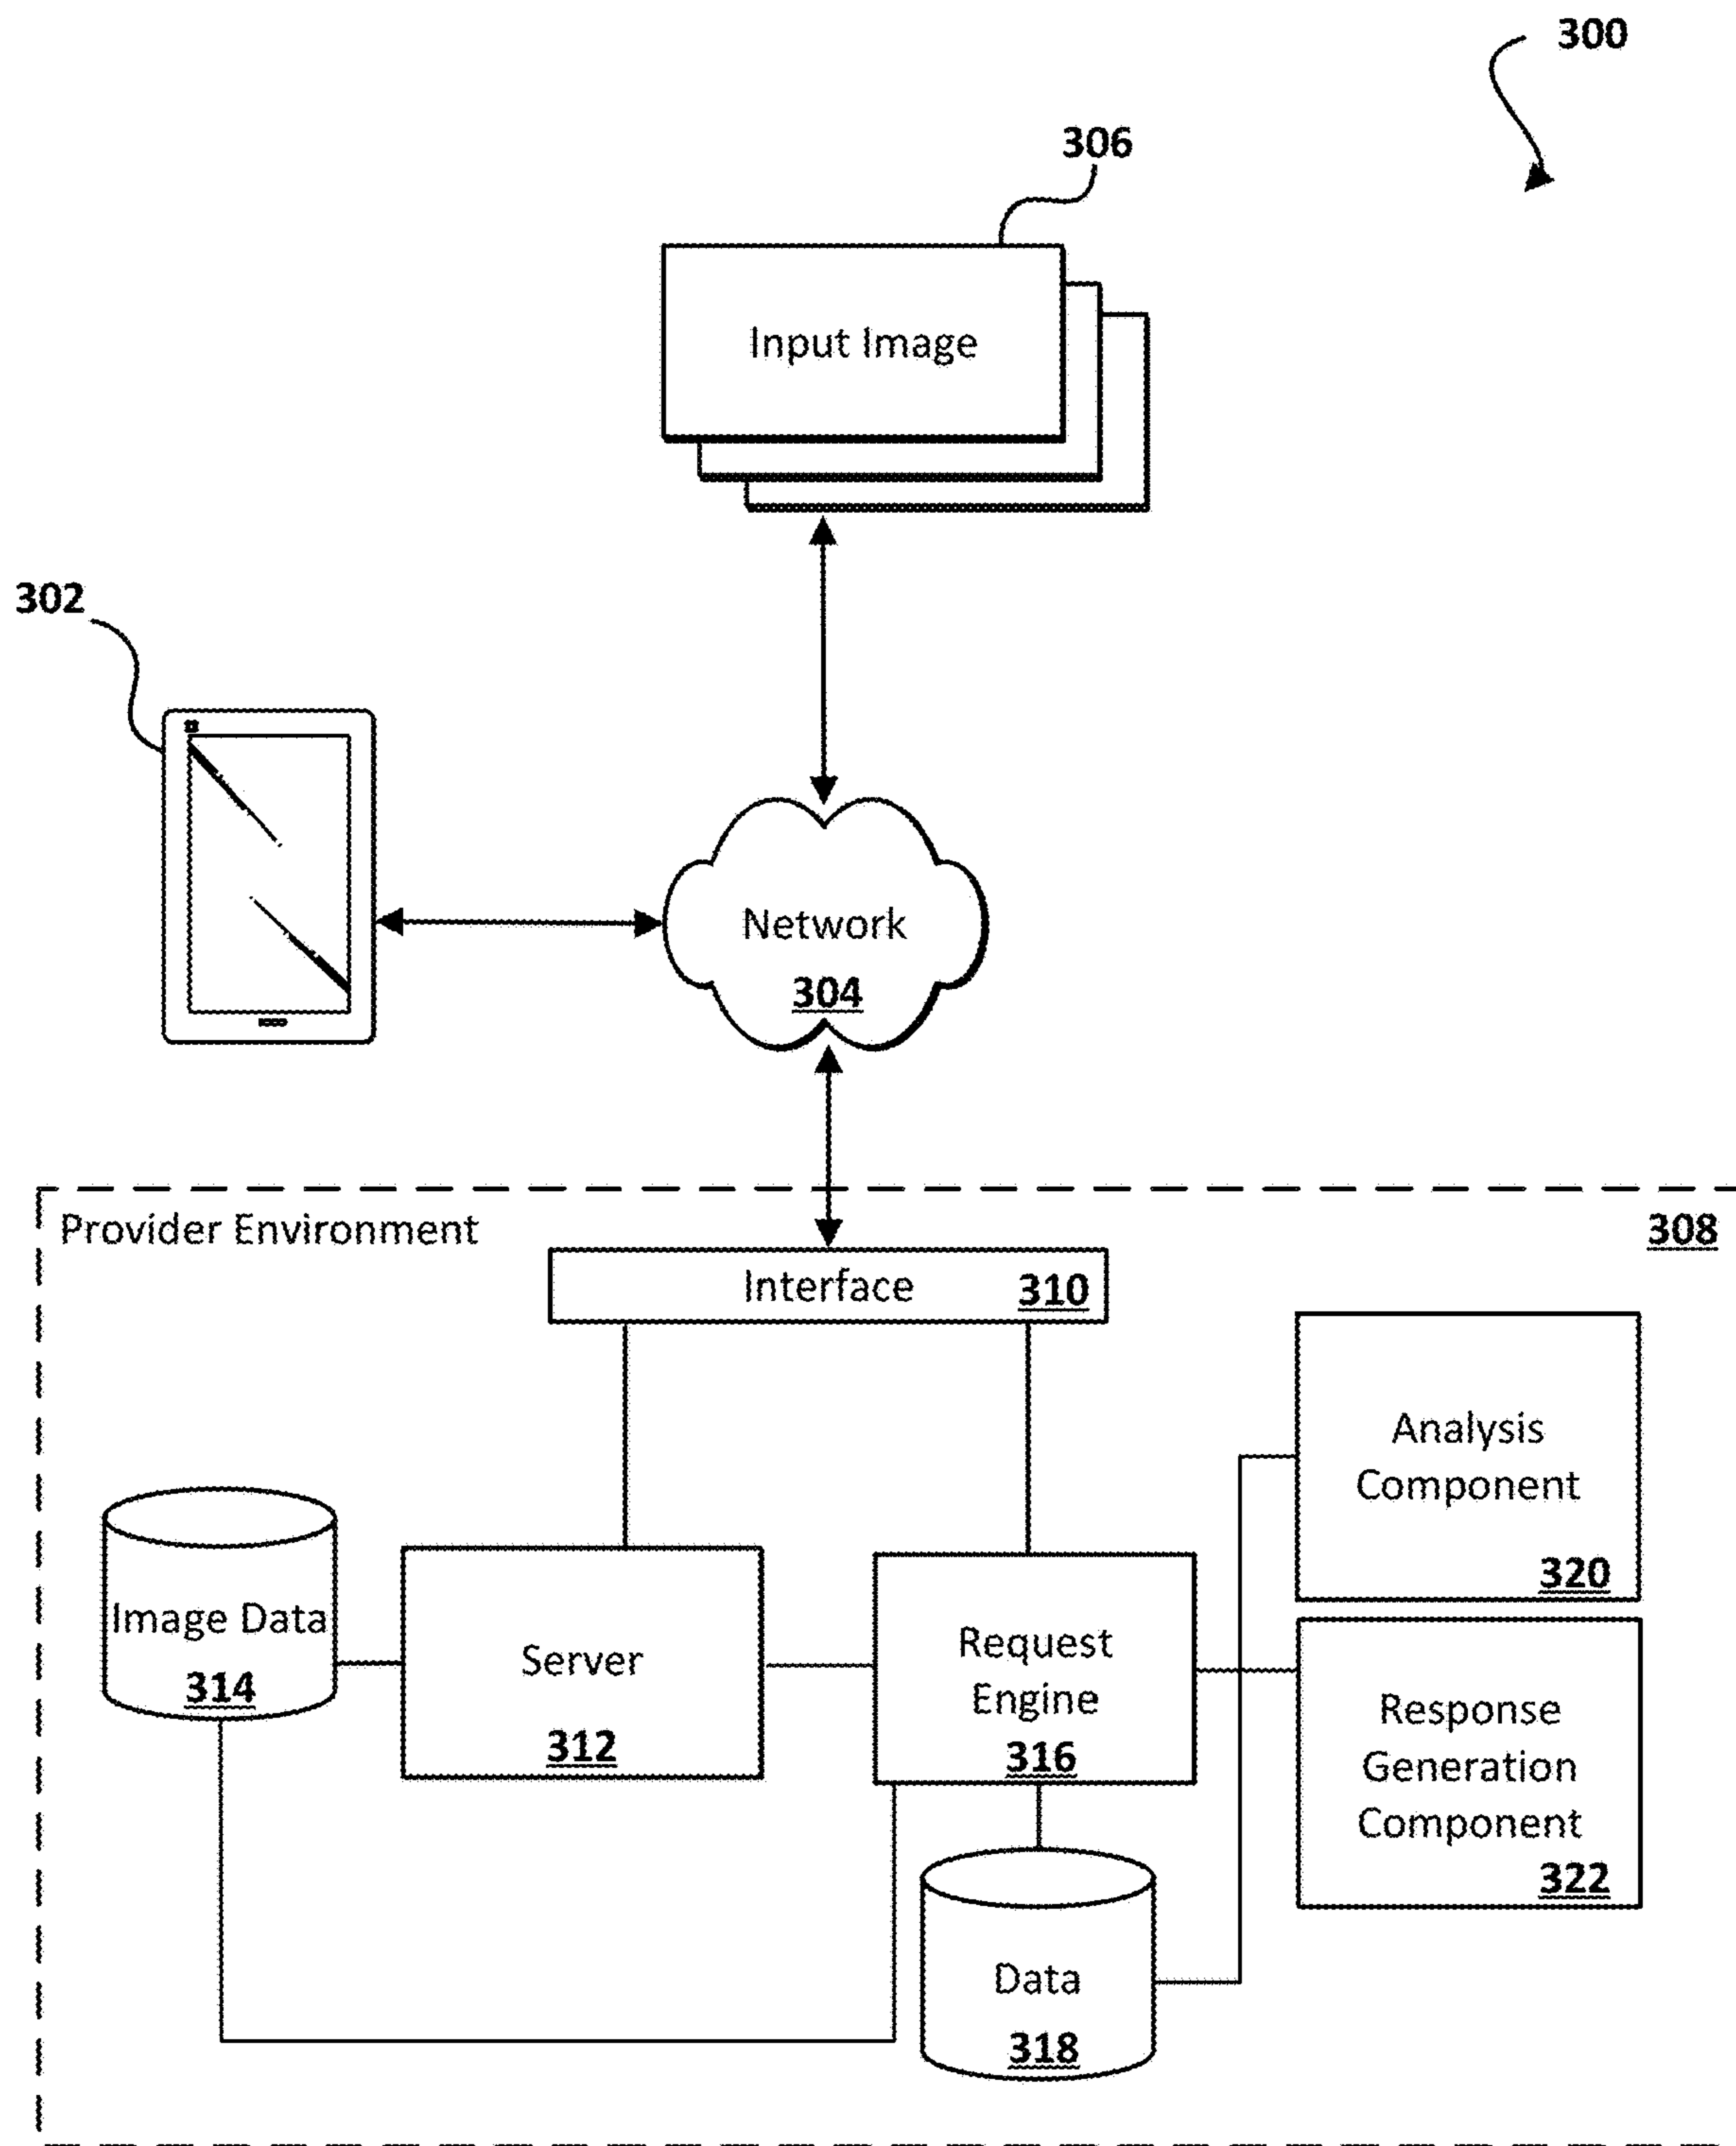 300
306
Input Image
302
Network
304
Provider Environment
308
Interface 310
Analysis
Component
320
Image Data
314
Server
312
Request
Engine
316
Response
Generation
Component
322
Data
318